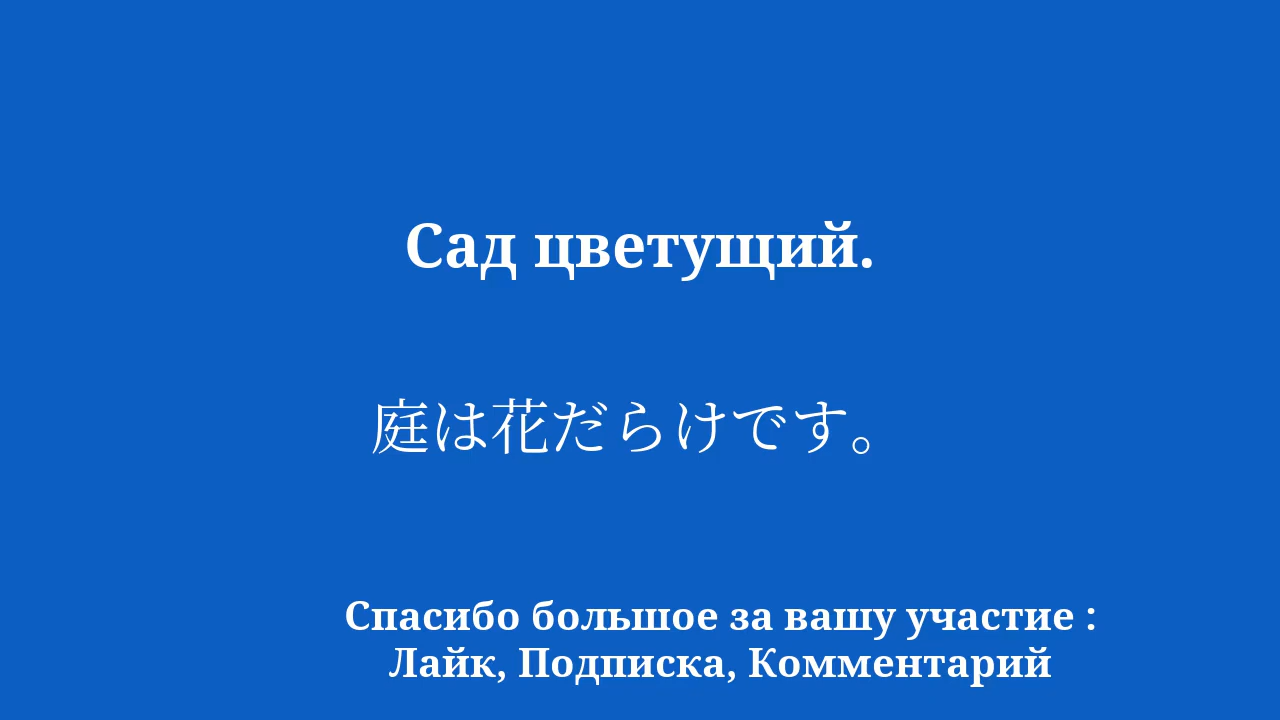 Сад цветущий.
庭は花だらけです。
Спасибо большое за вашу участие :
Лайк, Подписка, Комментарий